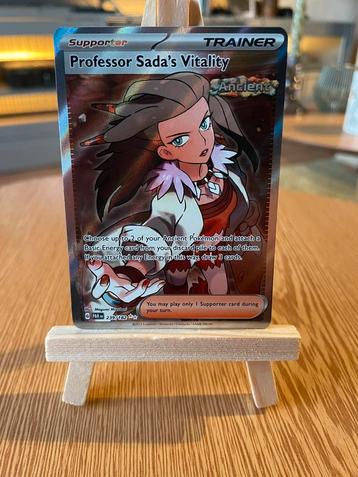 Supporter TRAINER
Professor Sada's Vitality
Ancient
Choose up to 2 of your Ancient Pokémon and attach a
Basic Energy card from your discard pile to each of them.
If you attached any Energy in this way, draw 3 cards.
You may play only 1 Supporter card during
your turn.
PAR EN